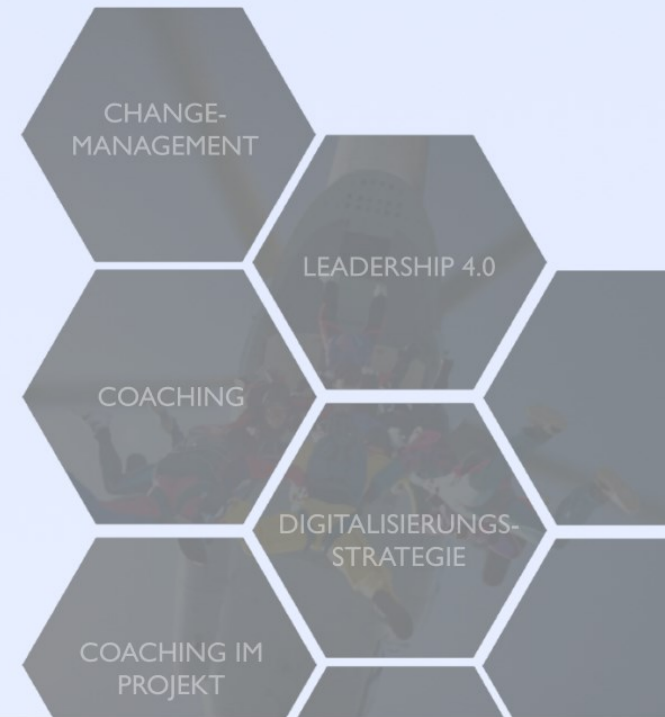 CHANGE-
MANAGEMENT
LEADERSHIP 4.0
COACHING
DIGITALISIERUNGS-
STRATEGIE
COACHING IM
PROJEKT